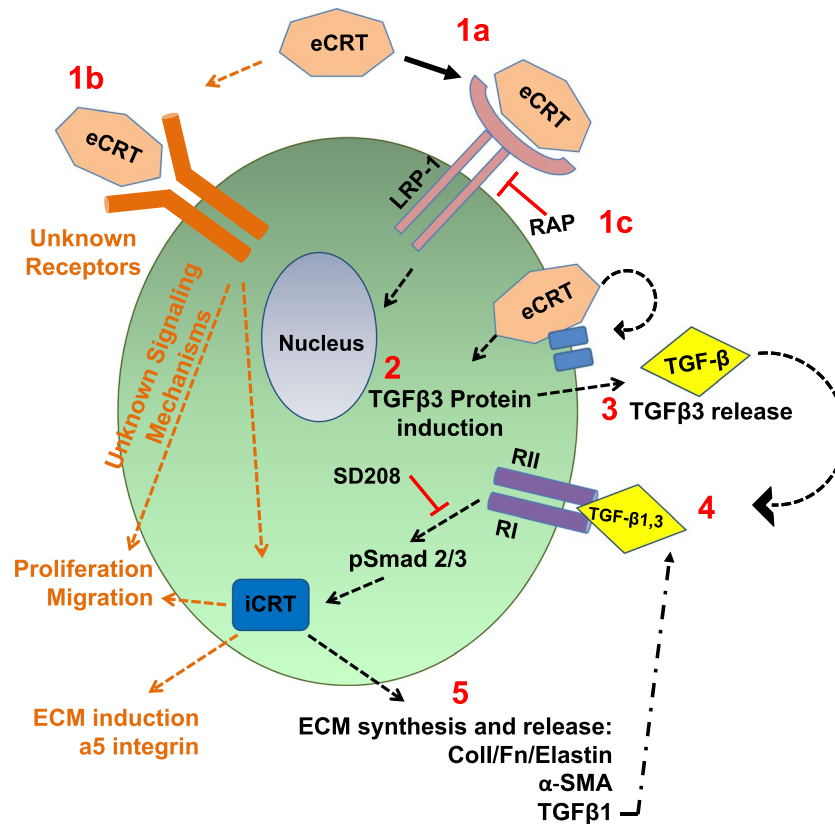 eCRT
1a
1b
eCRT
eCRT
LRP-1
RAP
1c
Unknown
Receptors
eCRT
Unknown Signaling
Mechanisms
Nucleus
2
TGFβ3 Protein
induction
TGF-β
3
TGFβ3 release
SD208
RII
RI
TGF-β1,3
4
pSmad 2/3
Proliferation
Migration
iCRT
ECM induction
a5 integrin
5
ECM synthesis and release:
Coll/Fn/Elastin
α-SMA
TGFβ1